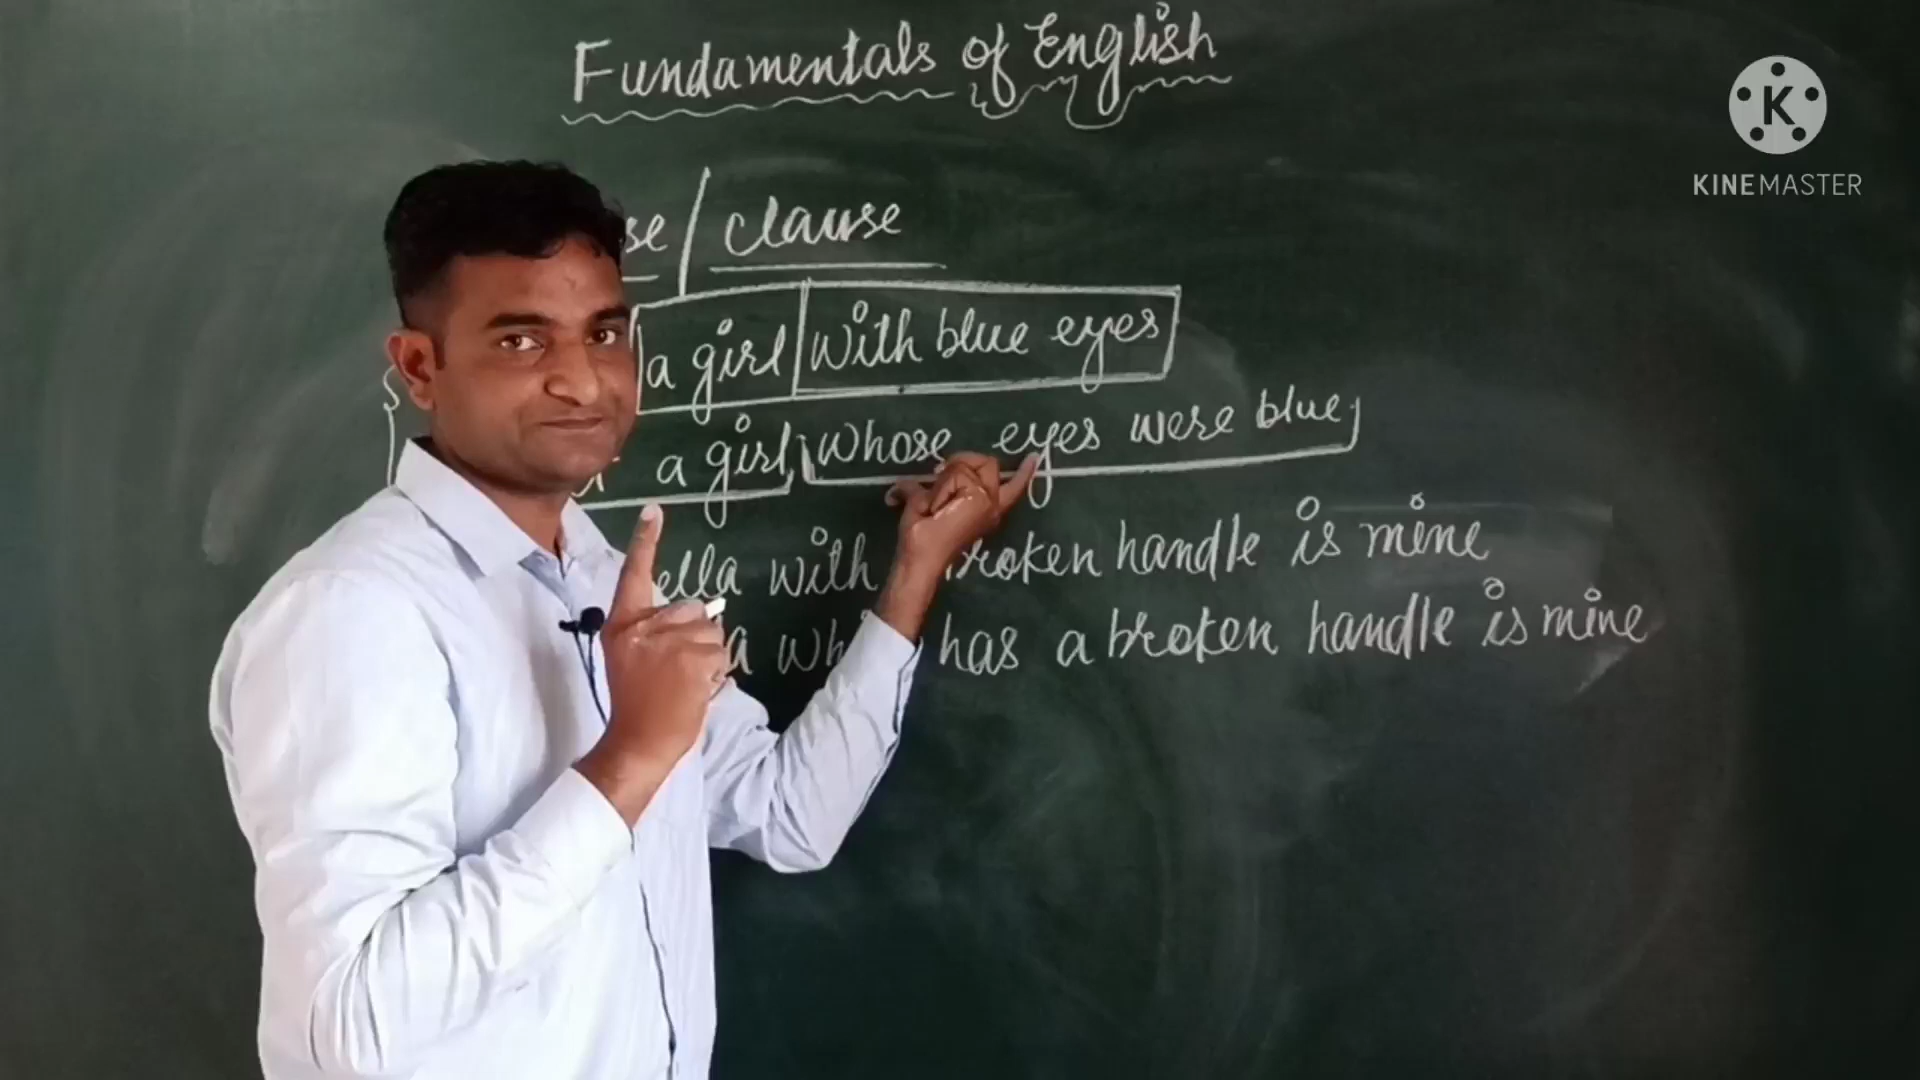 Fundamentals of English
KINEMASTER
se / clause
a girl with blue eyes
a girl whose eyes were blue
ella with broken handle is mine
a wh has a broken handle is mine